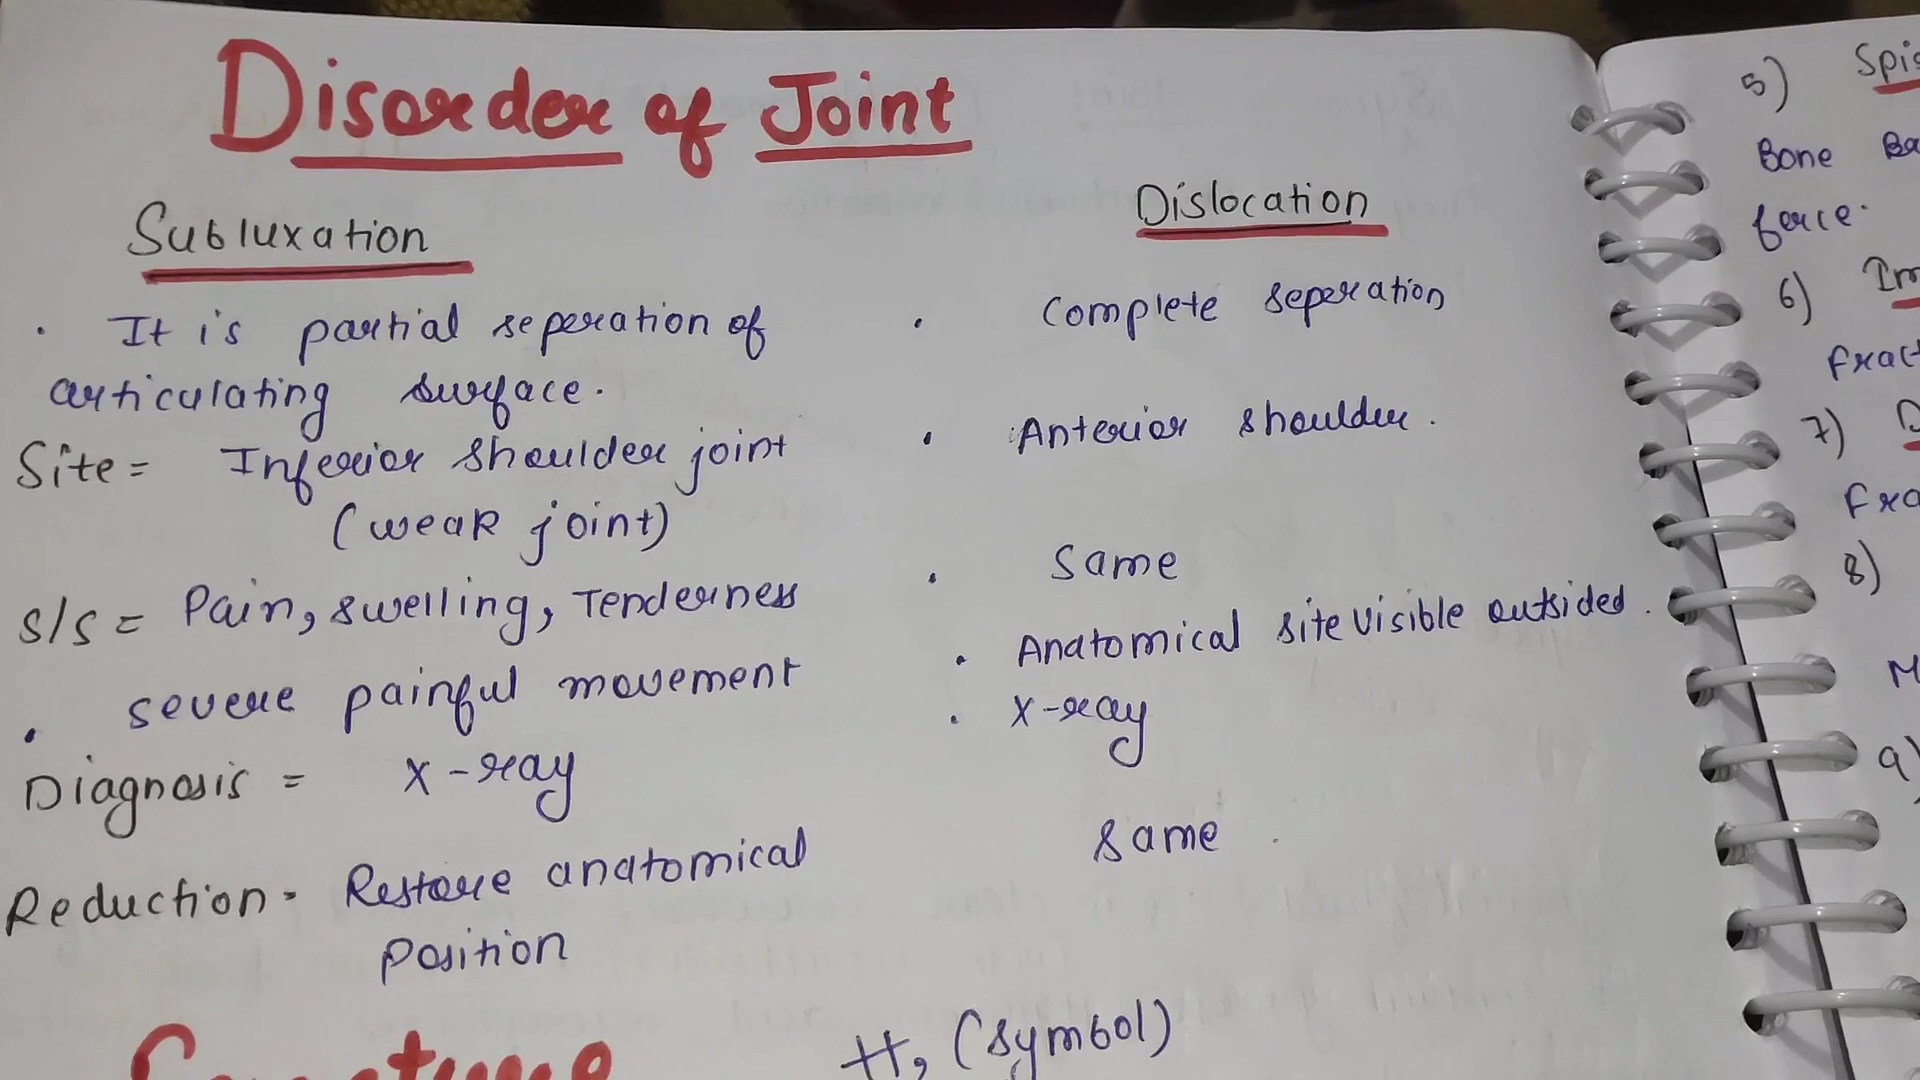 Disorder of Joint
Subluxation
Dislocation
· It is partial seperation of
articulating surface.
· Complete seperation
Site = Inferior shoulder joint
(weak joint)
· Anterior shoulder.
S/S = Pain, swelling, Tenderness
· Same
· severe painful movement
· Anatomical site visible outsided.
Diagnosis = X-ray
· X-ray
Reduction - Restore anatomical
position
Same.
(symbol)
5)
Bone
force.
6)
7)
8)
9)